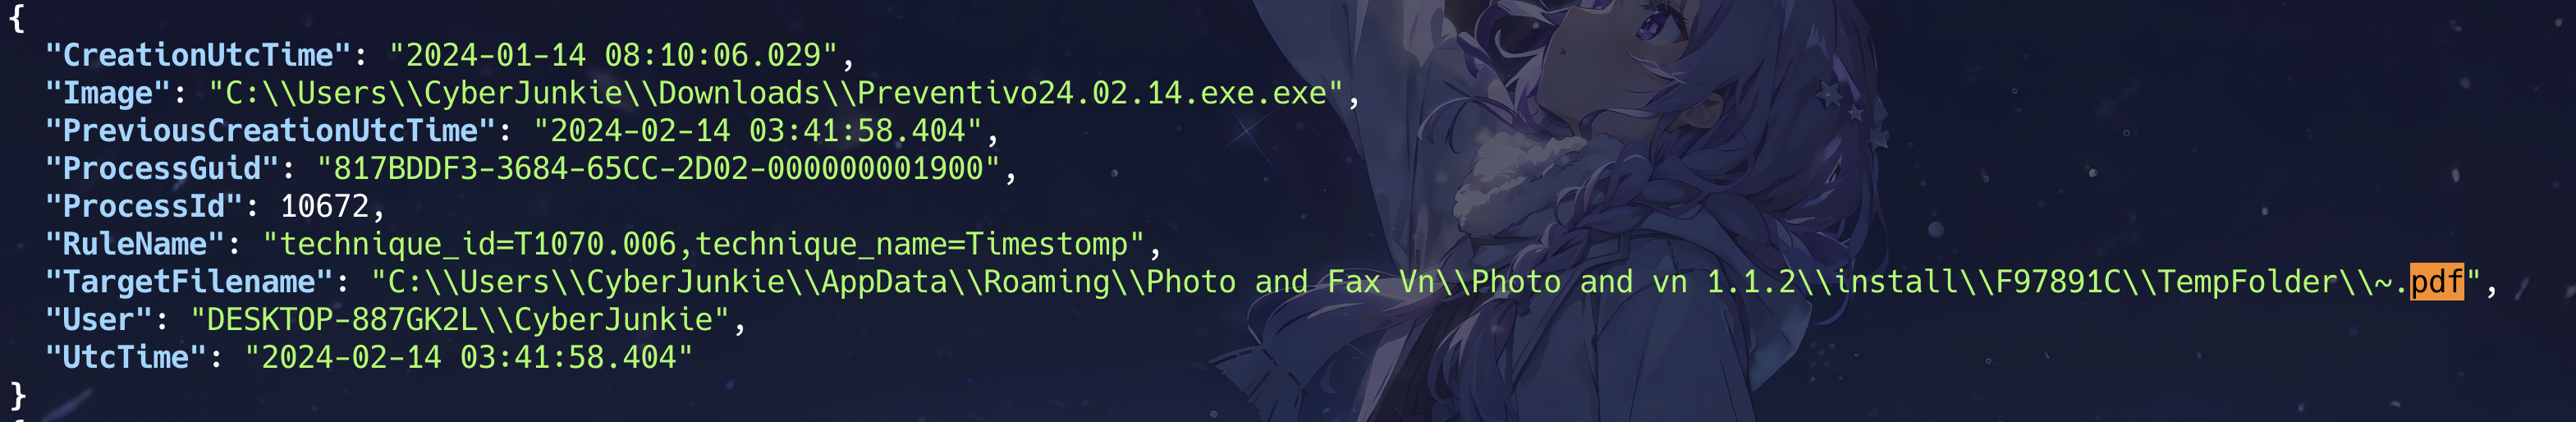 {
"CreationUtcTime": "2024-01-14 08:10:06.029",
"Image": "C:\\Users\\CyberJunkie\\Downloads\\Preventivo24.02.14.exe.exe",
"PreviousCreationUtcTime": "2024-02-14 03:41:58.404",
"ProcessGuid": "817BDDF3-3684-65CC-2D02-000000001900",
"ProcessId": 10672,
"RuleName": "technique_id=T1070.006,technique_name=Timestomp",
"TargetFilename": "C:\\Users\\CyberJunkie\\AppData\\Roaming\\Photo and Fax Vn\\Photo and vn 1.1.2\\install\\F97891C\\TempFolder\\~.pdf",
"User": "DESKTOP-887GK2L\\CyberJunkie",
"UtcTime": "2024-02-14 03:41:58.404"
}